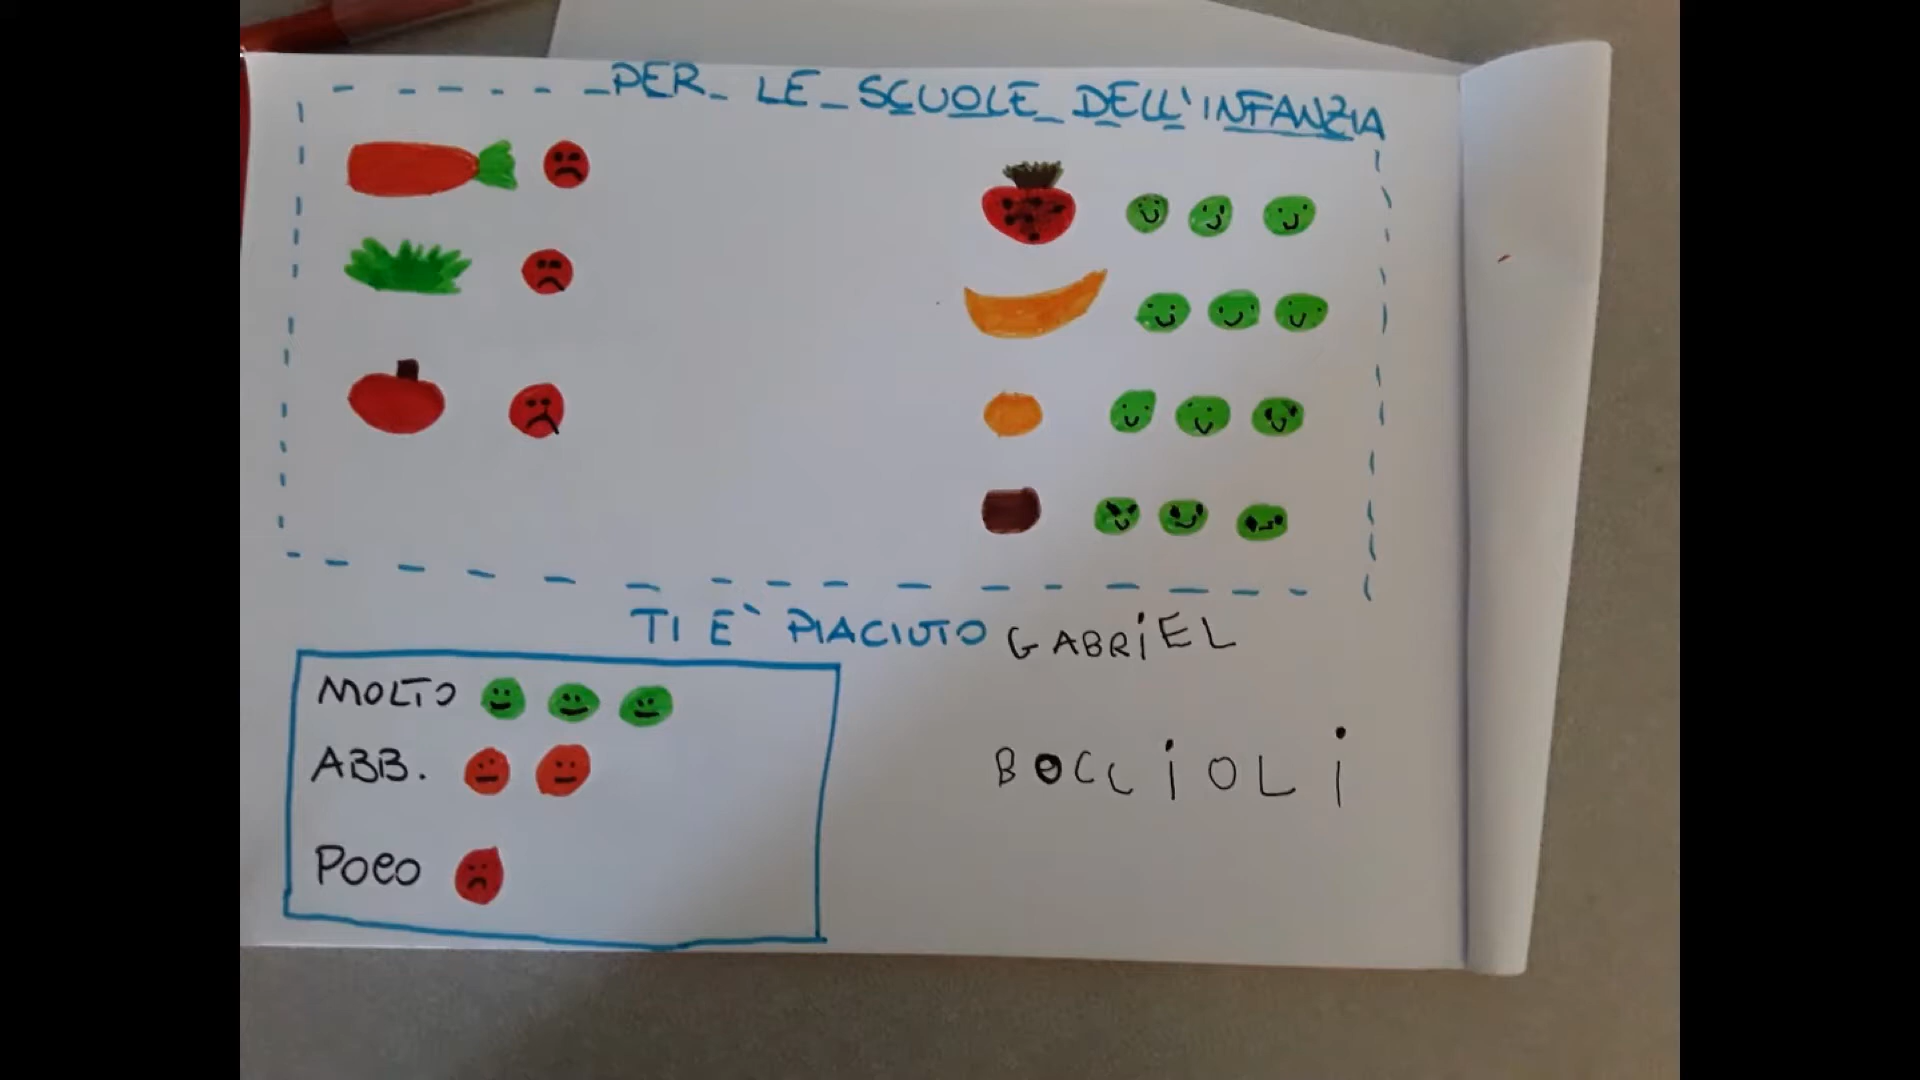 PER LE SCUOLE DELL'INFANZIA
TI E` PIACIUTO GABRiEL
BOCCiOLi
MOLTO
ABB.
POCO